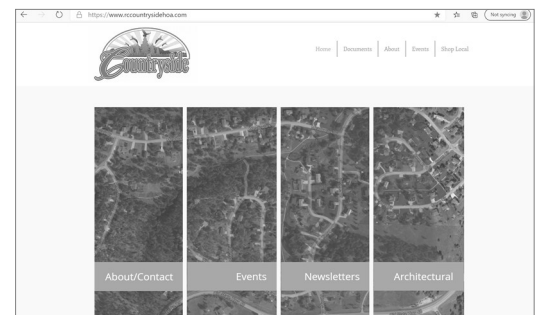 https://www.rccountrysidehoa.com
Not syncing
Countryside
Home Documents About Events Shop Local
About/Contact Events Newsletters Architectural